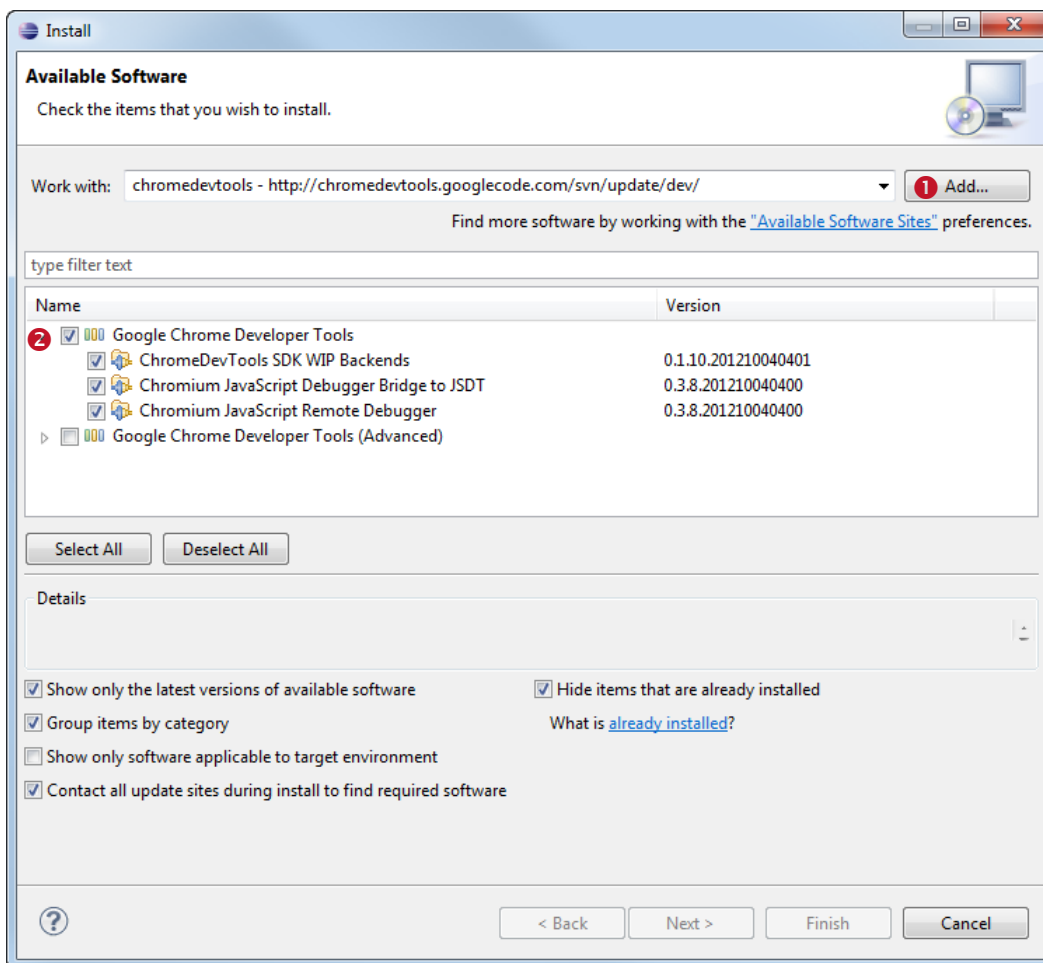 Install
Available Software
Check the items that you wish to install.
Work with: chromedevtools - http://chromedevtools.googlecode.com/svn/update/dev/ 1 Add...
Find more software by working with the "Available Software Sites" preferences.
type filter text
Name Version
2 Google Chrome Developer Tools
ChromeDevTools SDK WIP Backends 0.1.10.201210040401
Chromium JavaScript Debugger Bridge to JSDT 0.3.8.201210040400
Chromium JavaScript Remote Debugger 0.3.8.201210040400
Google Chrome Developer Tools (Advanced)
Select All Deselect All
Details
Show only the latest versions of available software Hide items that are already installed
Group items by category What is already installed?
Show only software applicable to target environment
Contact all update sites during install to find required software
? < Back Next > Finish Cancel